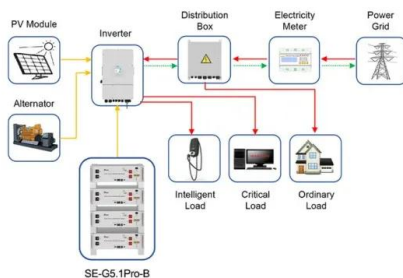 PV Module
Inverter
Distribution
Box
Electricity
Meter
Power
Grid
Alternator
Intelligent
Load
Critical
Load
Ordinary
Load
SE-G5.1Pro-B